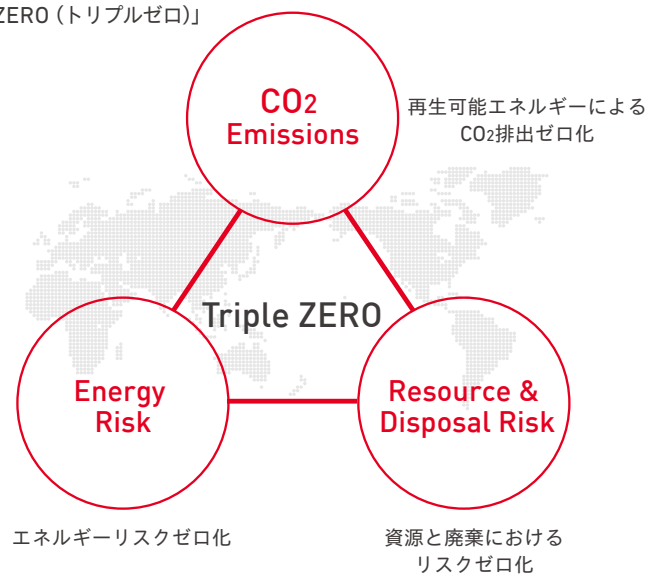 ZERO（トリプルゼロ）」
CO2
Emissions
再生可能エネルギーによる
CO2排出ゼロ化
Triple ZERO
Energy
Risk
Resource &
Disposal Risk
エネルギーリスクゼロ化
資源と廃棄における
リスクゼロ化